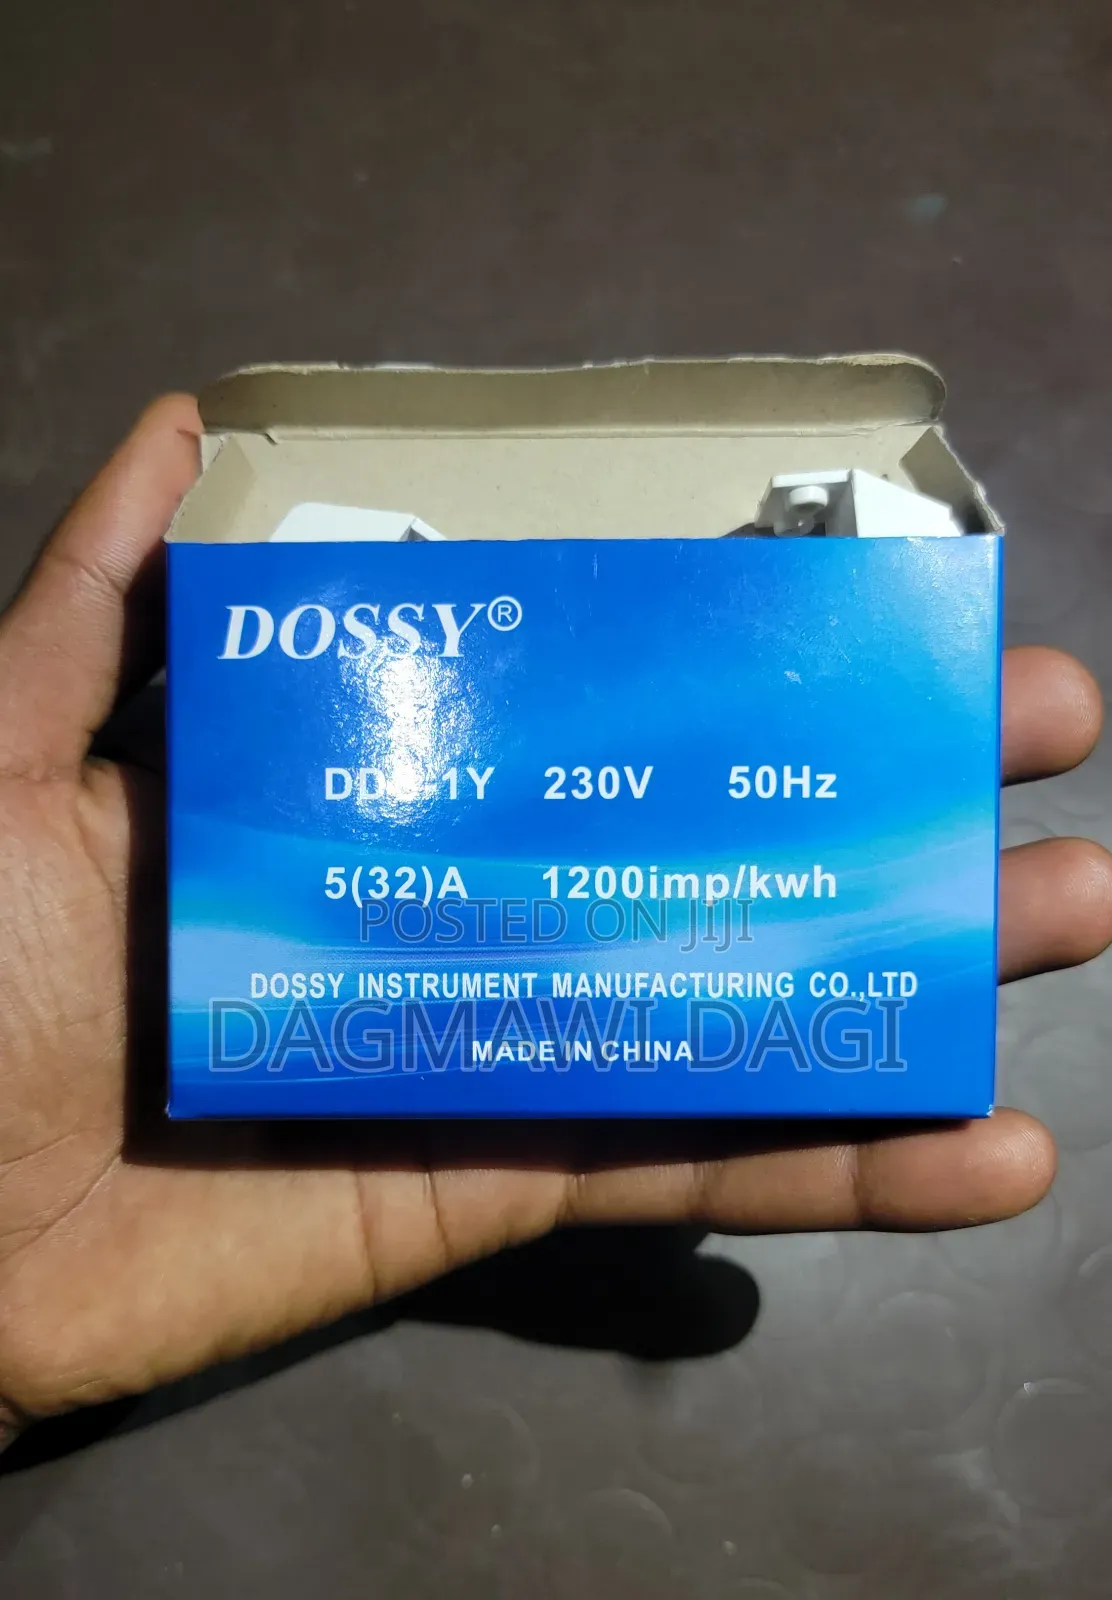 DOSSY®
230V 50Hz
5(32)A 1200imp/kwh
POSTED ON JIJI
DOSSY INSTRUMENT MANUFACTURING CO.,LTD
DAGMAWI DAGI
MADE IN CHINA